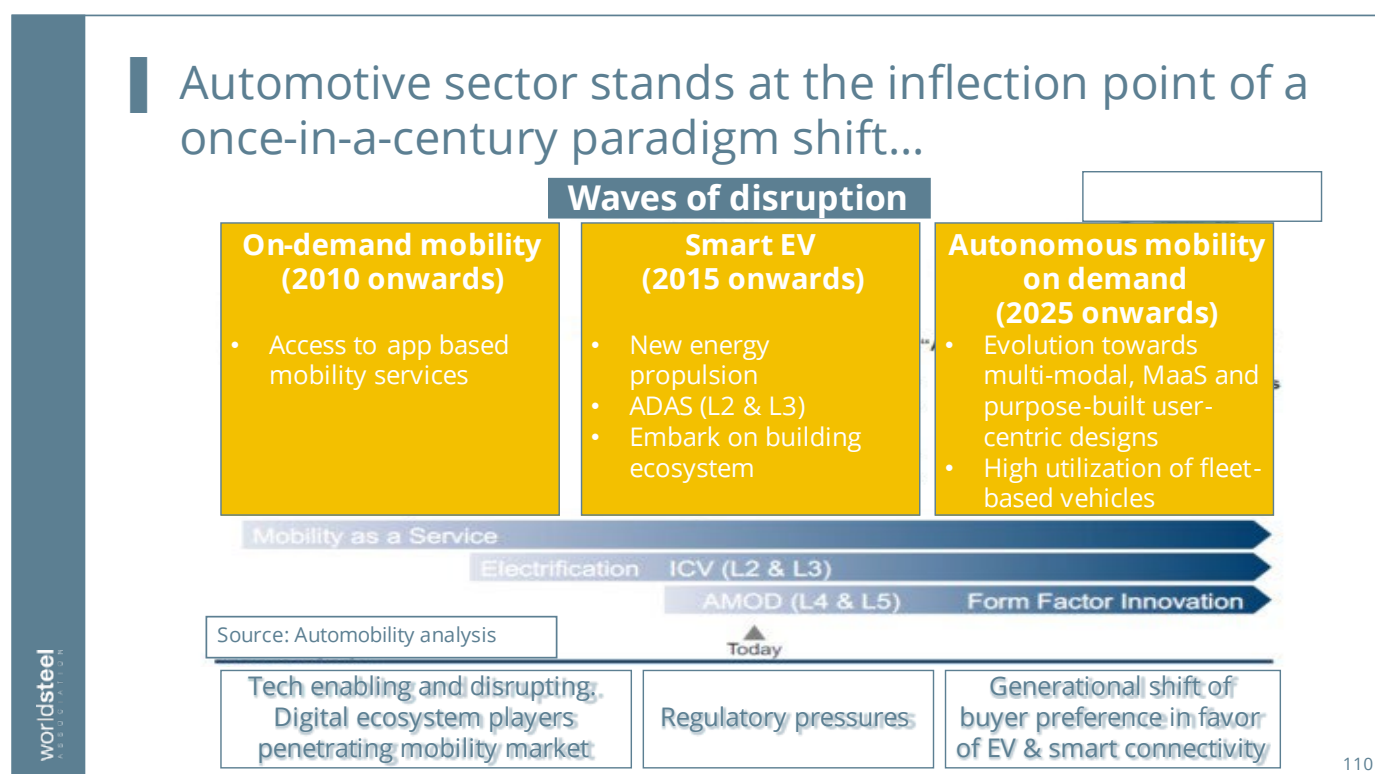 Automotive sector stands at the inflection point of a
once-in-a-century paradigm shift...
Waves of disruption
On-demand mobility
(2010 onwards)
• Access to app based
mobility services
Smart EV
(2015 onwards)
• New energy
propulsion
• ADAS (L2 & L3)
• Embark on building
ecosystem
Autonomous mobility
on demand
(2025 onwards)
• Evolution towards
multi-modal, MaaS and
purpose-built user-
centric designs
• High utilization of fleet-
based vehicles
Mobility as a Service
Electrification ICV (L2 & L3)
AMOD (L4 & L5) Form Factor Innovation
Source: Automobility analysis
Today
Tech enabling and disrupting.
Digital ecosystem players
penetrating mobility market
Regulatory pressures
Generational shift of
buyer preference in favor
of EV & smart connectivity
worldsteel
ASSOCIATION
110